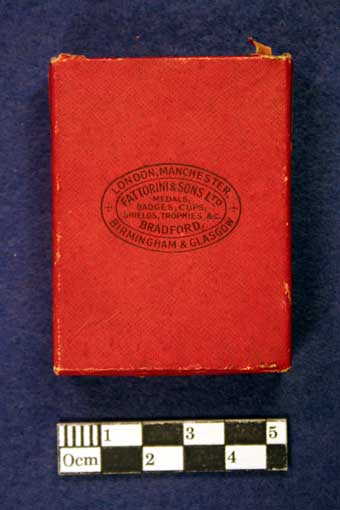 LONDON, MANCHESTER,
FATTORINI & SONS LTD
MEDALS,
BADGES, CUPS,
SHIELDS, TROPHIES &C.
BRADFORD,
BIRMINGHAM & GLASGOW
1 3 5
0cm 2 4